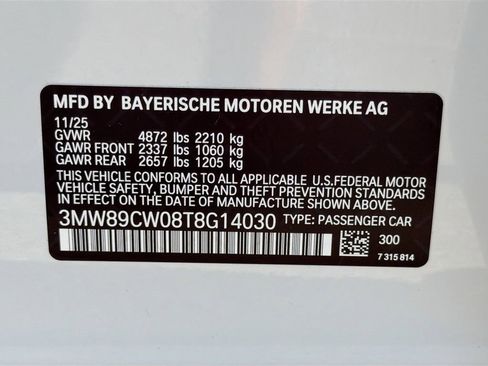 MFD BY BAYERISCHE MOTOREN WERKE AG
11/25
GVWR 4872 lbs 2210 kg
GAWR FRONT 2337 lbs 1060 kg
GAWR REAR 2657 lbs 1205 kg
THIS VEHICLE CONFORMS TO ALL APPLICABLE U.S.FEDERAL MOTOR
VEHICLE SAFETY, BUMPER AND THEFT PREVENTION STANDARDS
IN EFFECT ON THE DATE OF MANUFACTURE SHOWN ABOVE.
3MW89CW08T8G14030 TYPE: PASSENGER CAR
300
7 315 814